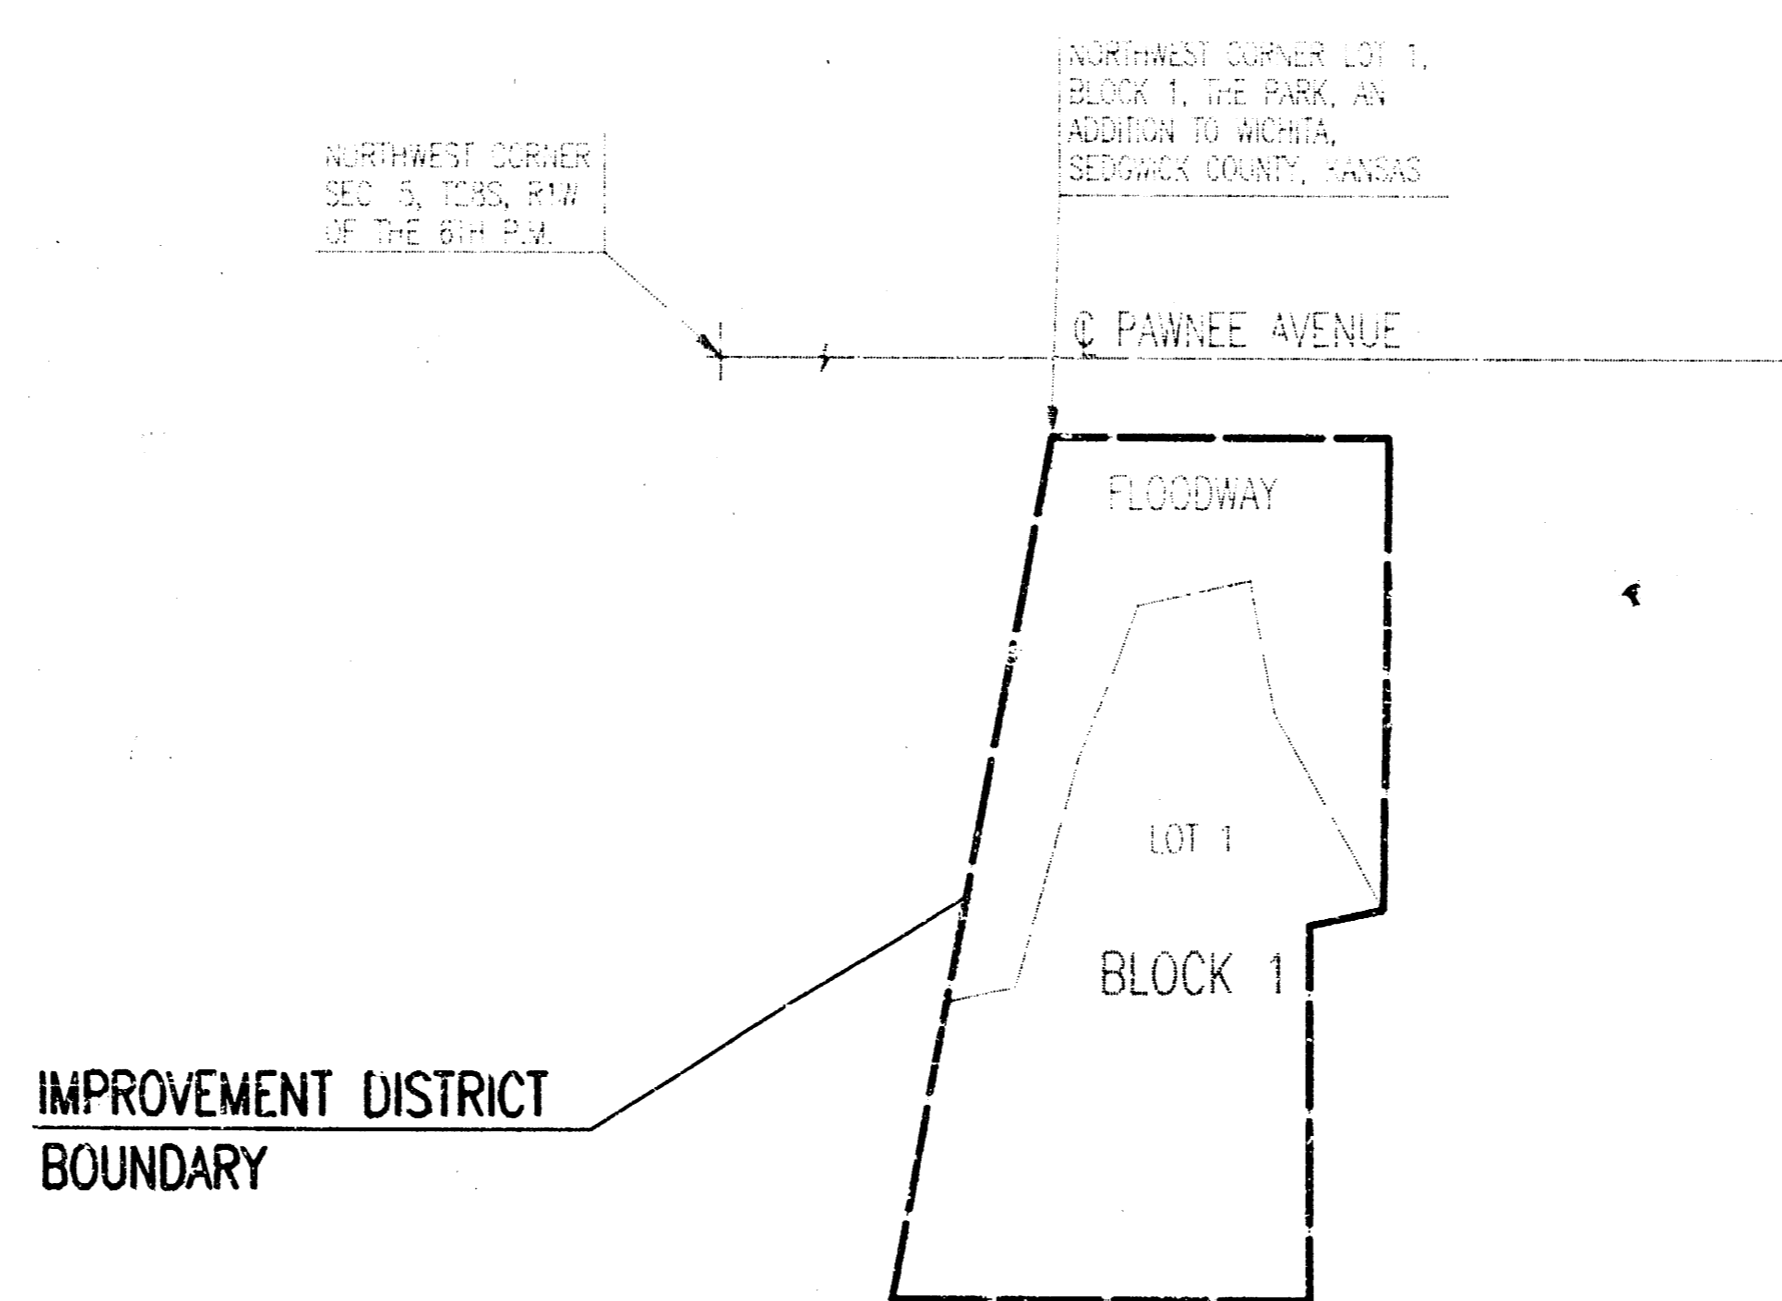 NORTHWEST CORNER LOT 1,
BLOCK 1, THE PARK, AN
ADDITION TO WICHITA,
SEDGWICK COUNTY, KANSAS
NORTHWEST CORNER
SEC 5, T28S, R1W
OF THE 6TH P.M.
℄ PAWNEE AVENUE
FLOODWAY
LOT 1
BLOCK 1
IMPROVEMENT DISTRICT
BOUNDARY